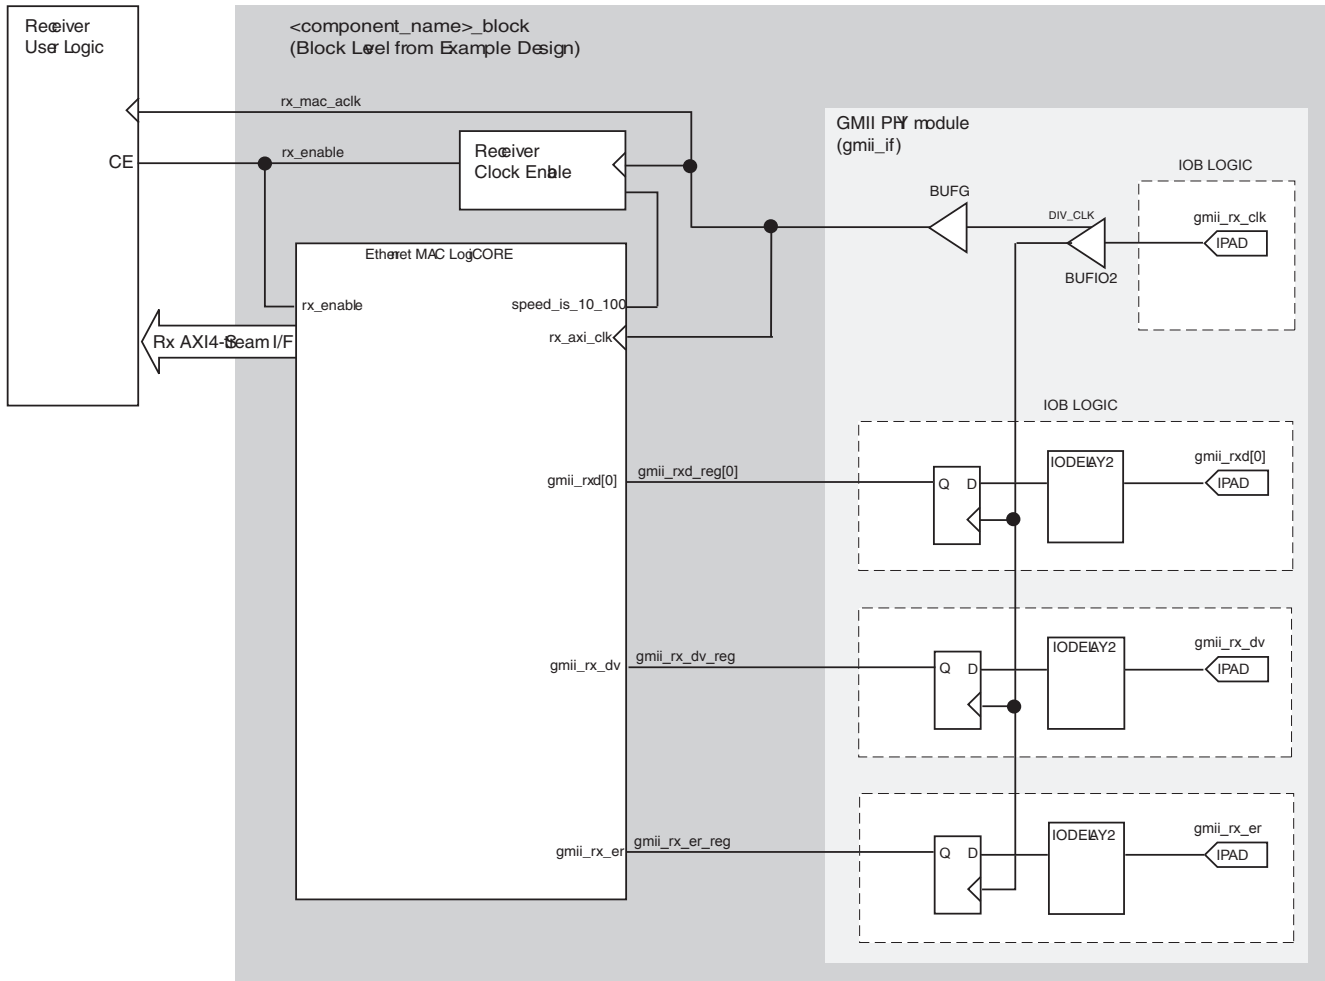 Receiver
User Logic
<component_name>_block
(Block Level from Example Design)
rx_mac_aclk
GMII PHY module
(gmii_if)
CE
rx_enable
Receiver
Clock Enable
IOB LOGIC
BUFG
DIV_CLK
gmii_rx_clk
IPAD
BUFIO2
Ethernet MAC LogiCORE
rx_enable
speed_is_10_100
Rx AXI4-Stream I/F
rx_axi_clk
IOB LOGIC
gmii_rxd[0]
gmii_rxd_reg[0]
Q
D
IODELAY2
gmii_rxd[0]
IPAD
gmii_rx_dv
gmii_rx_dv_reg
Q
D
IODELAY2
gmii_rx_dv
IPAD
gmii_rx_er
gmii_rx_er_reg
Q
D
IODELAY2
gmii_rx_er
IPAD